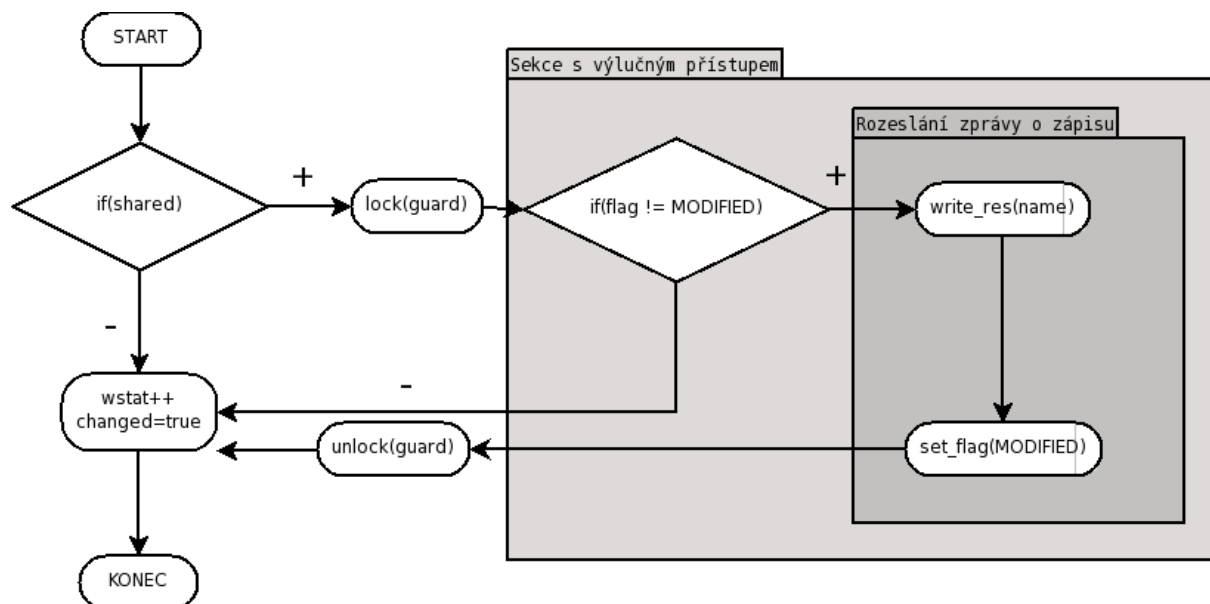 START
Sekce s výlučným přístupem
Rozeslání zprávy o zápisu
if(shared)
+
lock(guard)
if(flag != MODIFIED)
+
write_res(name)
-
wstat++
changed=true
-
unlock(guard)
set_flag(MODIFIED)
KONEC